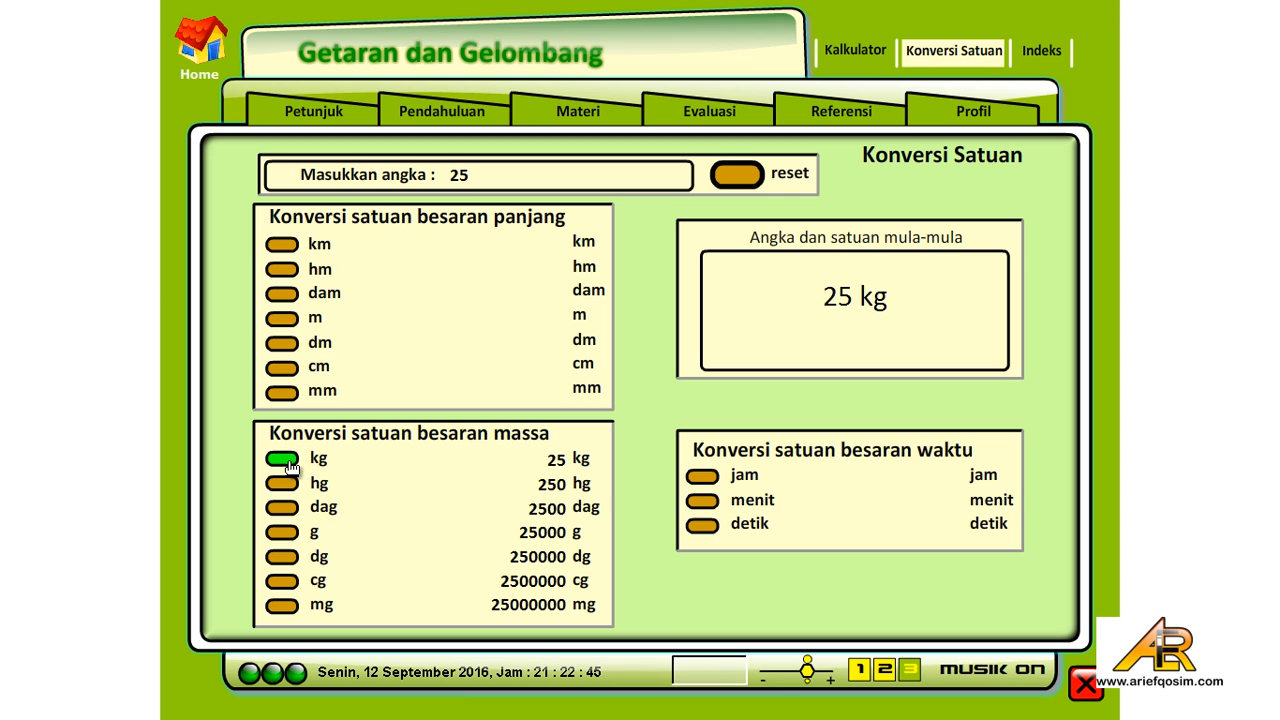 Home
Getaran dan Gelombang
Kalkulator
Konversi Satuan
Indeks
Petunjuk
Pendahuluan
Materi
Evaluasi
Referensi
Profil
Konversi Satuan
Masukkan angka : 25
reset
Konversi satuan besaran panjang
km km
hm hm
dam dam
m m
dm dm
cm cm
mm mm
Angka dan satuan mula-mula
25 kg
Konversi satuan besaran massa
kg 25 kg
hg 250 hg
dag 2500 dag
g 25000 g
dg 250000 dg
cg 2500000 cg
mg 25000000 mg
Konversi satuan besaran waktu
jam jam
menit menit
detik detik
Senin, 12 September 2016, Jam : 21 : 22 : 45
- +
1 2 3
MUSIK ON
AER
www.ariefqosim.com